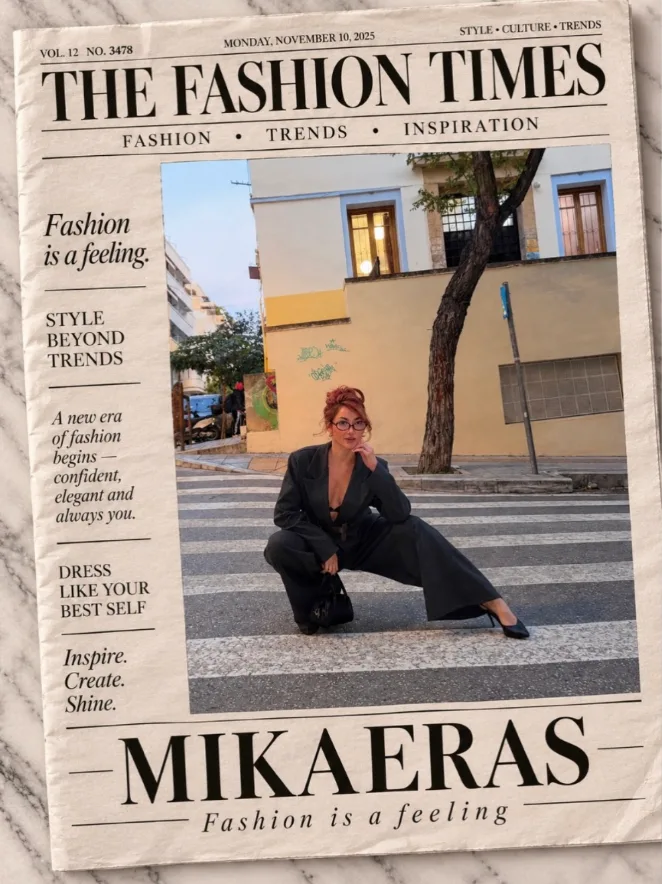 VOL. 12 NO. 3478
MONDAY, NOVEMBER 10, 2025
STYLE • CULTURE • TRENDS
THE FASHION TIMES
FASHION • TRENDS • INSPIRATION
Fashion
is a feeling.
STYLE
BEYOND
TRENDS
A new era
of fashion
begins —
confident,
elegant and
always you.
DRESS
LIKE YOUR
BEST SELF
Inspire.
Create.
Shine.
MIKAERAS
Fashion is a feeling